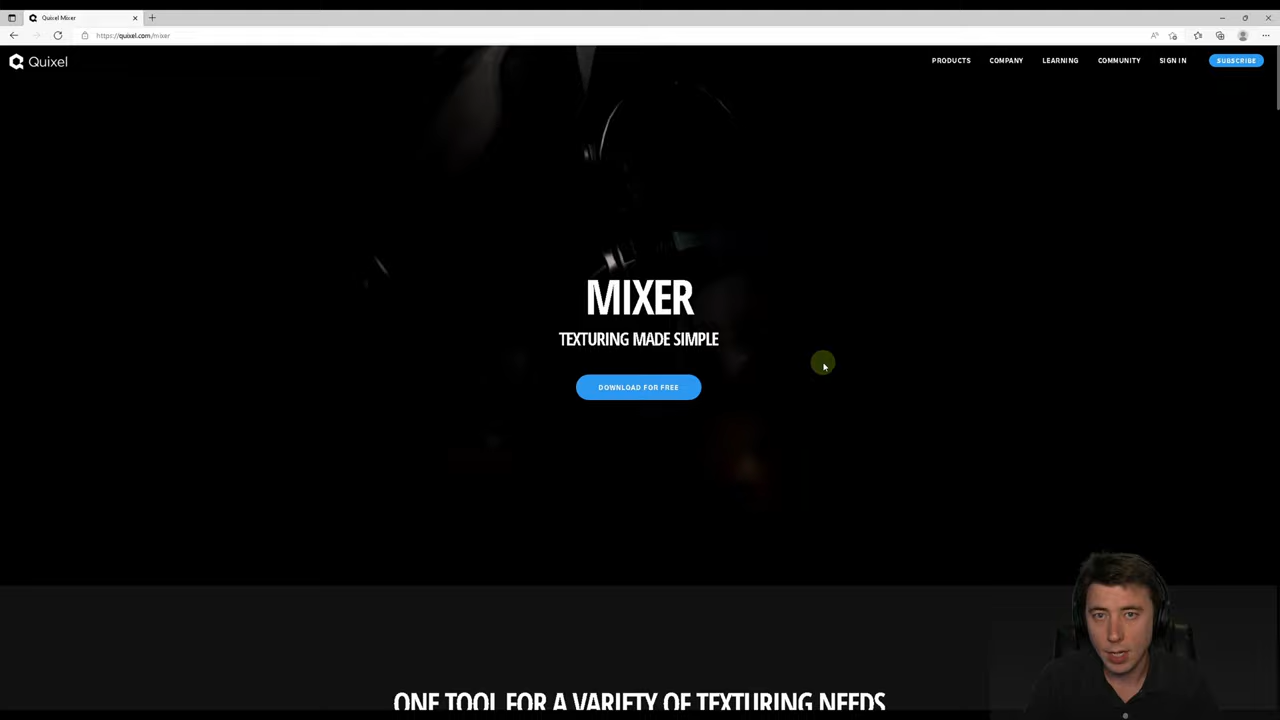 Quixel Mixer
https://quixel.com/mixer
Quixel
PRODUCTS
COMPANY
LEARNING
COMMUNITY
SIGN IN
SUBSCRIBE
MIXER
TEXTURING MADE SIMPLE
DOWNLOAD FOR FREE
ONE TOOL FOR A VARIETY OF TEXTURING NEEDS